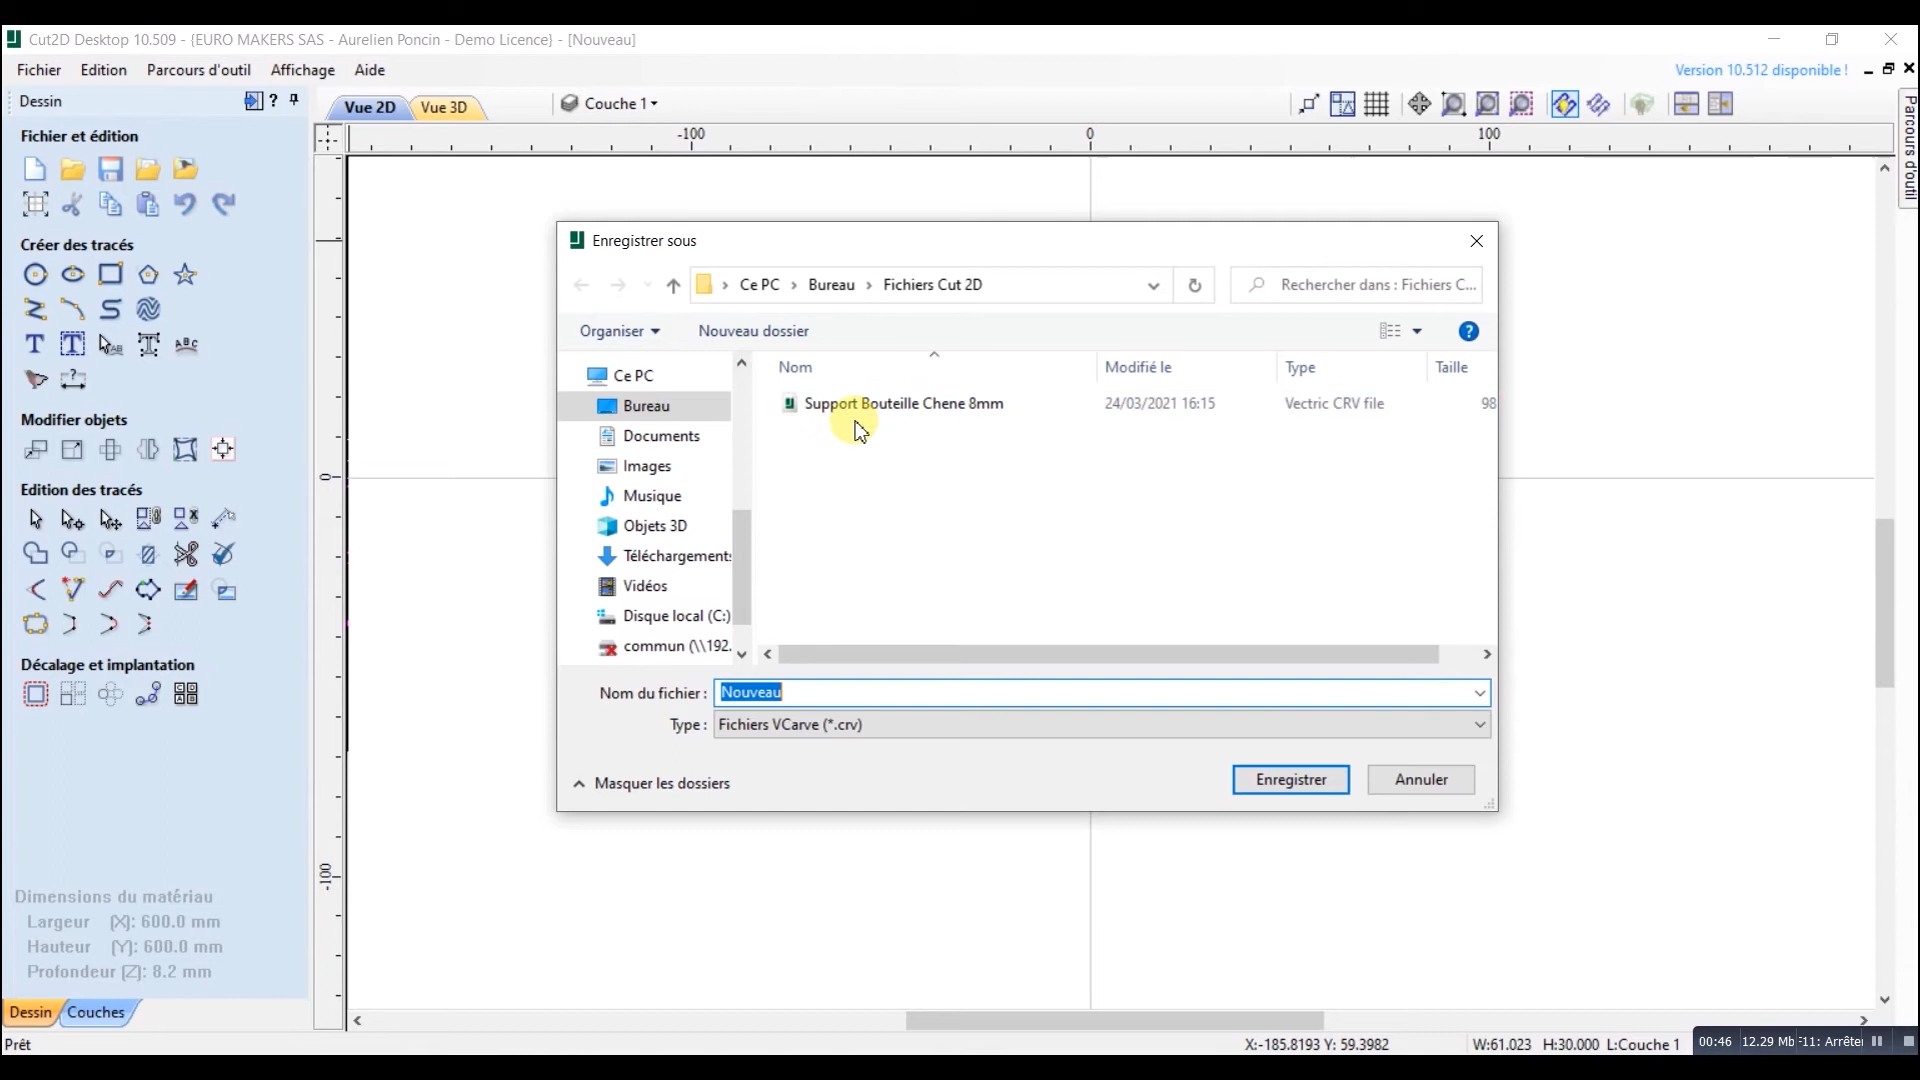 Cut2D Desktop 10.509 - {EURO MAKERS SAS - Aurelien Poncin - Demo Licence} - [Nouveau]
Fichier Edition Parcours d'outil Affichage Aide
Version 10.512 disponible !
Dessin
Vue 2D Vue 3D
Couche 1
Parcours d'outil
Fichier et édition
-100 0 100
Créer des tracés
Modifier objets
Edition des tracés
Décalage et implantation
0
-100
Enregistrer sous
Ce PC > Bureau > Fichiers Cut 2D
Rechercher dans : Fichiers C...
Organiser Nouveau dossier
Nom Modifié le Type Taille
Support Bouteille Chene 8mm 24/03/2021 16:15 Vectric CRV file 98
Ce PC
Bureau
Documents
Images
Musique
Objets 3D
Téléchargements
Vidéos
Disque local (C:)
commun (\\192.
Nom du fichier : Nouveau
Type : Fichiers VCarve (*.crv)
Masquer les dossiers
Enregistrer Annuler
Dimensions du matériau
Largeur (X): 600.0 mm
Hauteur (Y): 600.0 mm
Profondeur (Z): 8.2 mm
Dessin Couches
Prêt
X:-185.8193 Y: 59.3982
W:61.023 H:30.000 L:Couche 1
00:46 12.29 Mb F11: Arrêter